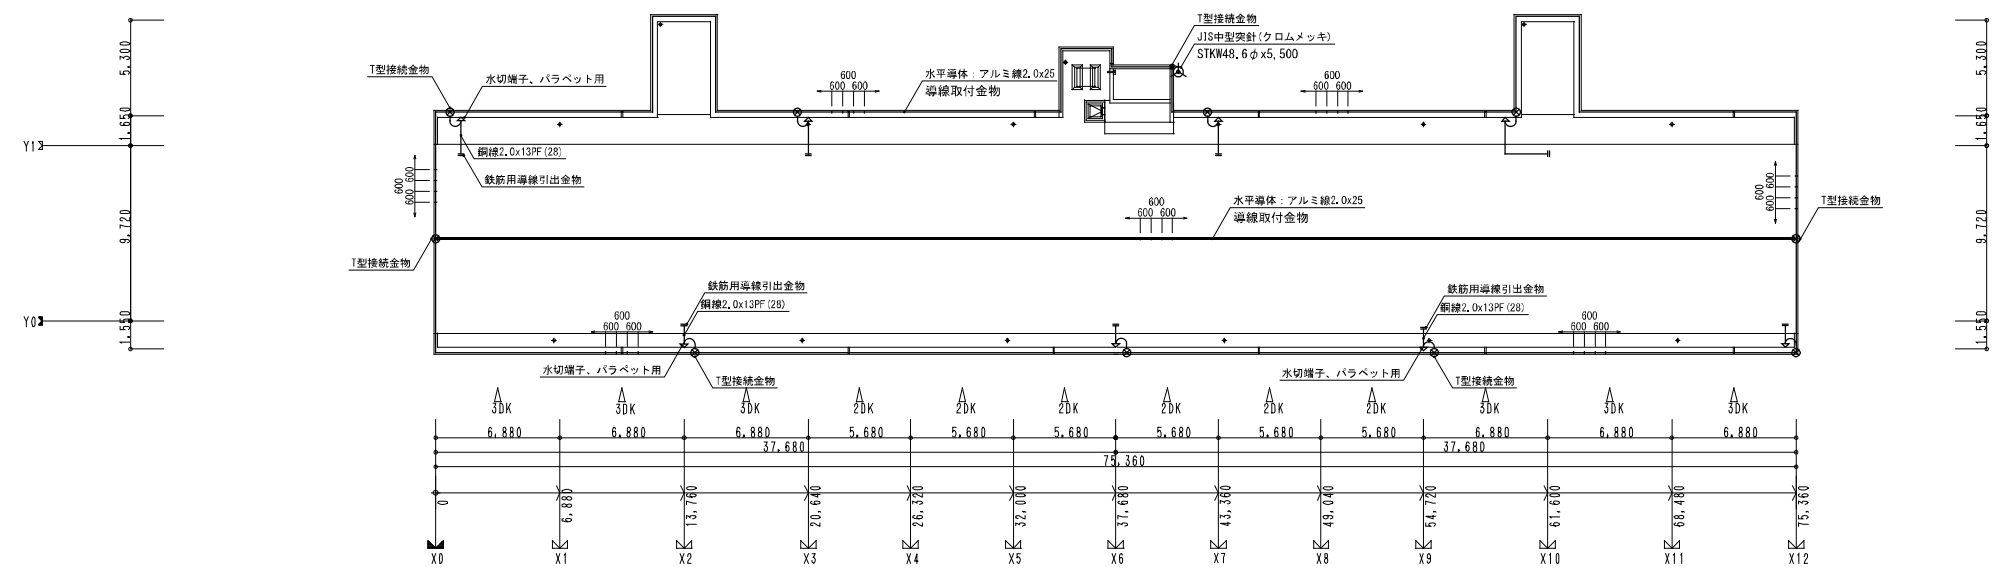 T型接続金物
JIS中型突針(クロムメッキ)
STKW48.6φx5,500
T型接続金物
水切端子、パラペット用
600
600 600
水平導体：アルミ線2.0x25
導線取付金物
600
600 600
5,300
1,650
9,720
1,550
5,300
1,650
9,720
1,550
Y1
Y0
銅線2.0x13PF(28)
鉄筋用導線引出金物
600
600 600
600
600 600
水平導体：アルミ線2.0x25
導線取付金物
600
600 600
T型接続金物
T型接続金物
鉄筋用導線引出金物
銅線2.0x13PF(28)
600
600 600
鉄筋用導線引出金物
銅線2.0x13PF(28)
600
600 600
水切端子、パラペット用
T型接続金物
水切端子、パラペット用
T型接続金物
3DK 3DK 3DK 2DK 2DK 2DK 2DK 2DK 2DK 3DK 3DK 3DK
6,880 6,880 6,880 5,680 5,680 5,680 5,680 5,680 5,680 6,880 6,880 6,880
37,680 37,680
75,360
0 6,880 13,760 20,640 26,320 32,000 37,680 43,360 49,040 54,720 61,600 68,480 75,360
X0 X1 X2 X3 X4 X5 X6 X7 X8 X9 X10 X11 X12